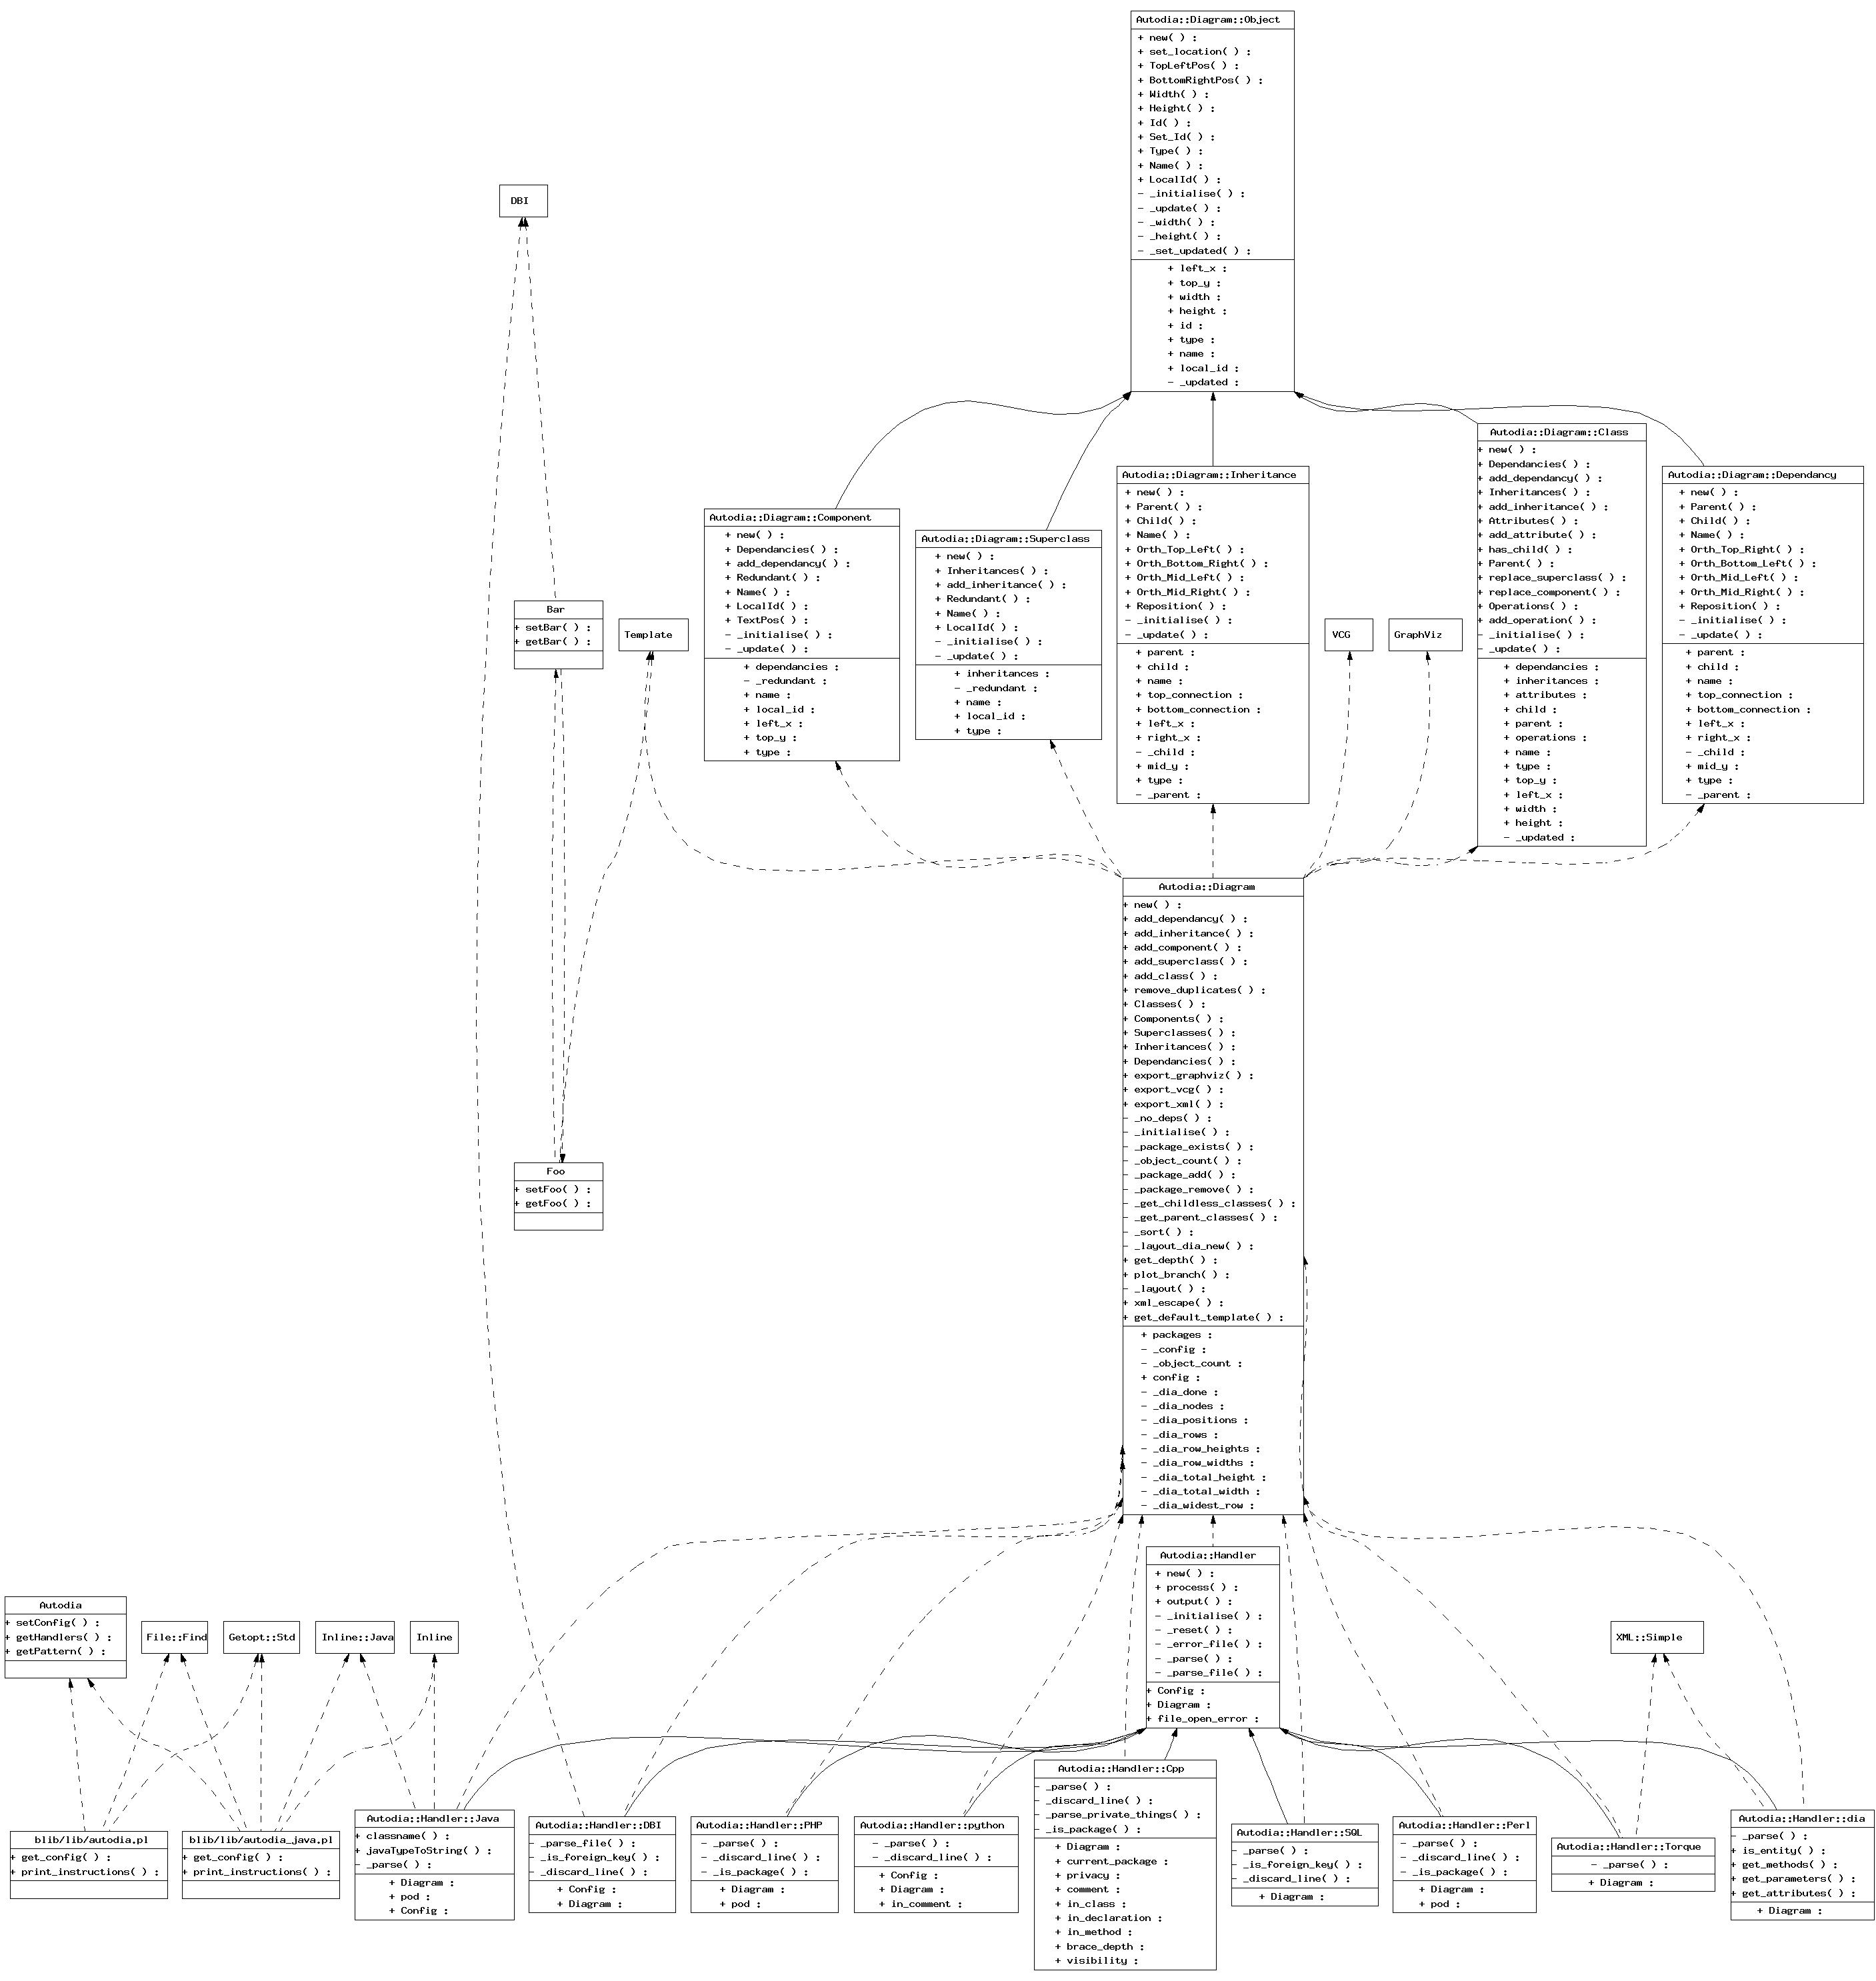 Autodia::Diagram::Object
+ new( ) :
+ set_location( ) :
+ TopLeftPos( ) :
+ BottomRightPos( ) :
+ Width( ) :
+ Height( ) :
+ Id( ) :
+ Set_Id( ) :
+ Type( ) :
+ Name( ) :
+ LocalId( ) :
- _initialise( ) :
- _update( ) :
- _width( ) :
- _height( ) :
- _set_updated( ) :
+ left_x :
+ top_y :
+ width :
+ height :
+ id :
+ type :
+ name :
+ local_id :
- _updated :
DBI
Autodia::Diagram::Component
+ new( ) :
+ Dependancies( ) :
+ add_dependancy( ) :
+ Redundant( ) :
+ Name( ) :
+ LocalId( ) :
+ TextPos( ) :
- _initialise( ) :
- _update( ) :
+ dependancies :
- _redundant :
+ name :
+ local_id :
+ left_x :
+ top_y :
+ type :
Autodia::Diagram::Superclass
+ new( ) :
+ Inheritances( ) :
+ add_inheritance( ) :
+ Redundant( ) :
+ Name( ) :
+ LocalId( ) :
- _initialise( ) :
- _update( ) :
+ inheritances :
- _redundant :
+ name :
+ local_id :
+ type :
Autodia::Diagram::Inheritance
+ new( ) :
+ Parent( ) :
+ Child( ) :
+ Name( ) :
+ Orth_Top_Left( ) :
+ Orth_Bottom_Right( ) :
+ Orth_Mid_Left( ) :
+ Orth_Mid_Right( ) :
+ Reposition( ) :
- _initialise( ) :
- _update( ) :
+ parent :
+ child :
+ name :
+ top_connection :
+ bottom_connection :
+ left_x :
+ right_x :
- _child :
+ mid_y :
+ type :
- _parent :
Autodia::Diagram::Class
+ new( ) :
+ Dependancies( ) :
+ add_dependancy( ) :
+ Inheritances( ) :
+ add_inheritance( ) :
+ Attributes( ) :
+ add_attribute( ) :
+ has_child( ) :
+ Parent( ) :
+ replace_superclass( ) :
+ replace_component( ) :
+ Operations( ) :
+ add_operation( ) :
- _initialise( ) :
- _update( ) :
+ dependancies :
+ inheritances :
+ attributes :
+ child :
+ parent :
+ operations :
+ name :
+ type :
+ top_y :
+ left_x :
+ width :
+ height :
- _updated :
Autodia::Diagram::Dependancy
+ new( ) :
+ Parent( ) :
+ Child( ) :
+ Name( ) :
+ Orth_Top_Right( ) :
+ Orth_Bottom_Left( ) :
+ Orth_Mid_Left( ) :
+ Orth_Mid_Right( ) :
+ Reposition( ) :
- _initialise( ) :
- _update( ) :
+ parent :
+ child :
+ name :
+ top_connection :
+ bottom_connection :
+ left_x :
+ right_x :
- _child :
+ mid_y :
+ type :
- _parent :
Bar
+ setBar( ) :
+ getBar( ) :
Template
VCG
GraphViz
Autodia::Diagram
+ new( ) :
+ add_dependancy( ) :
+ add_inheritance( ) :
+ add_component( ) :
+ add_superclass( ) :
+ add_class( ) :
+ remove_duplicates( ) :
+ Classes( ) :
+ Components( ) :
+ Superclasses( ) :
+ Inheritances( ) :
+ Dependancies( ) :
+ export_graphviz( ) :
+ export_vcg( ) :
+ export_xml( ) :
- _no_deps( ) :
- _initialise( ) :
- _package_exists( ) :
- _object_count( ) :
- _package_add( ) :
- _package_remove( ) :
- _get_childless_classes( ) :
- _get_parent_classes( ) :
- _sort( ) :
- _layout_dia_new( ) :
+ get_depth( ) :
+ plot_branch( ) :
- _layout( ) :
+ xml_escape( ) :
+ get_default_template( ) :
+ packages :
- _config :
- _object_count :
+ config :
- _dia_done :
- _dia_nodes :
- _dia_positions :
- _dia_rows :
- _dia_row_heights :
- _dia_row_widths :
- _dia_total_height :
- _dia_total_width :
- _dia_widest_row :
Foo
+ setFoo( ) :
+ getFoo( ) :
Autodia::Handler
+ new( ) :
+ process( ) :
+ output( ) :
- _initialise( ) :
- _reset( ) :
- _error_file( ) :
- _parse( ) :
- _parse_file( ) :
+ Config :
+ Diagram :
+ file_open_error :
Autodia
+ setConfig( ) :
+ getHandlers( ) :
+ getPattern( ) :
File::Find
Getopt::Std
Inline::Java
Inline
XML::Simple
blib/lib/autodia.pl
+ get_config( ) :
+ print_instructions( ) :
blib/lib/autodia_java.pl
+ get_config( ) :
+ print_instructions( ) :
Autodia::Handler::Java
+ classname( ) :
+ javaTypeToString( ) :
- _parse( ) :
+ Diagram :
+ pod :
+ Config :
Autodia::Handler::DBI
- _parse_file( ) :
- _is_foreign_key( ) :
- _discard_line( ) :
+ Config :
+ Diagram :
Autodia::Handler::PHP
- _parse( ) :
- _discard_line( ) :
- _is_package( ) :
+ Diagram :
+ pod :
Autodia::Handler::python
- _parse( ) :
- _discard_line( ) :
+ Config :
+ Diagram :
+ in_comment :
Autodia::Handler::Cpp
- _parse( ) :
- _discard_line( ) :
- _parse_private_things( ) :
- _is_package( ) :
+ Diagram :
+ current_package :
+ privacy :
+ comment :
+ in_class :
+ in_declaration :
+ in_method :
+ brace_depth :
+ visibility :
Autodia::Handler::SQL
- _parse( ) :
- _is_foreign_key( ) :
- _discard_line( ) :
+ Diagram :
Autodia::Handler::Perl
- _parse( ) :
- _discard_line( ) :
- _is_package( ) :
+ Diagram :
+ pod :
Autodia::Handler::Torque
- _parse( ) :
+ Diagram :
Autodia::Handler::dia
- _parse( ) :
+ is_entity( ) :
+ get_methods( ) :
+ get_parameters( ) :
+ get_attributes( ) :
+ Diagram :